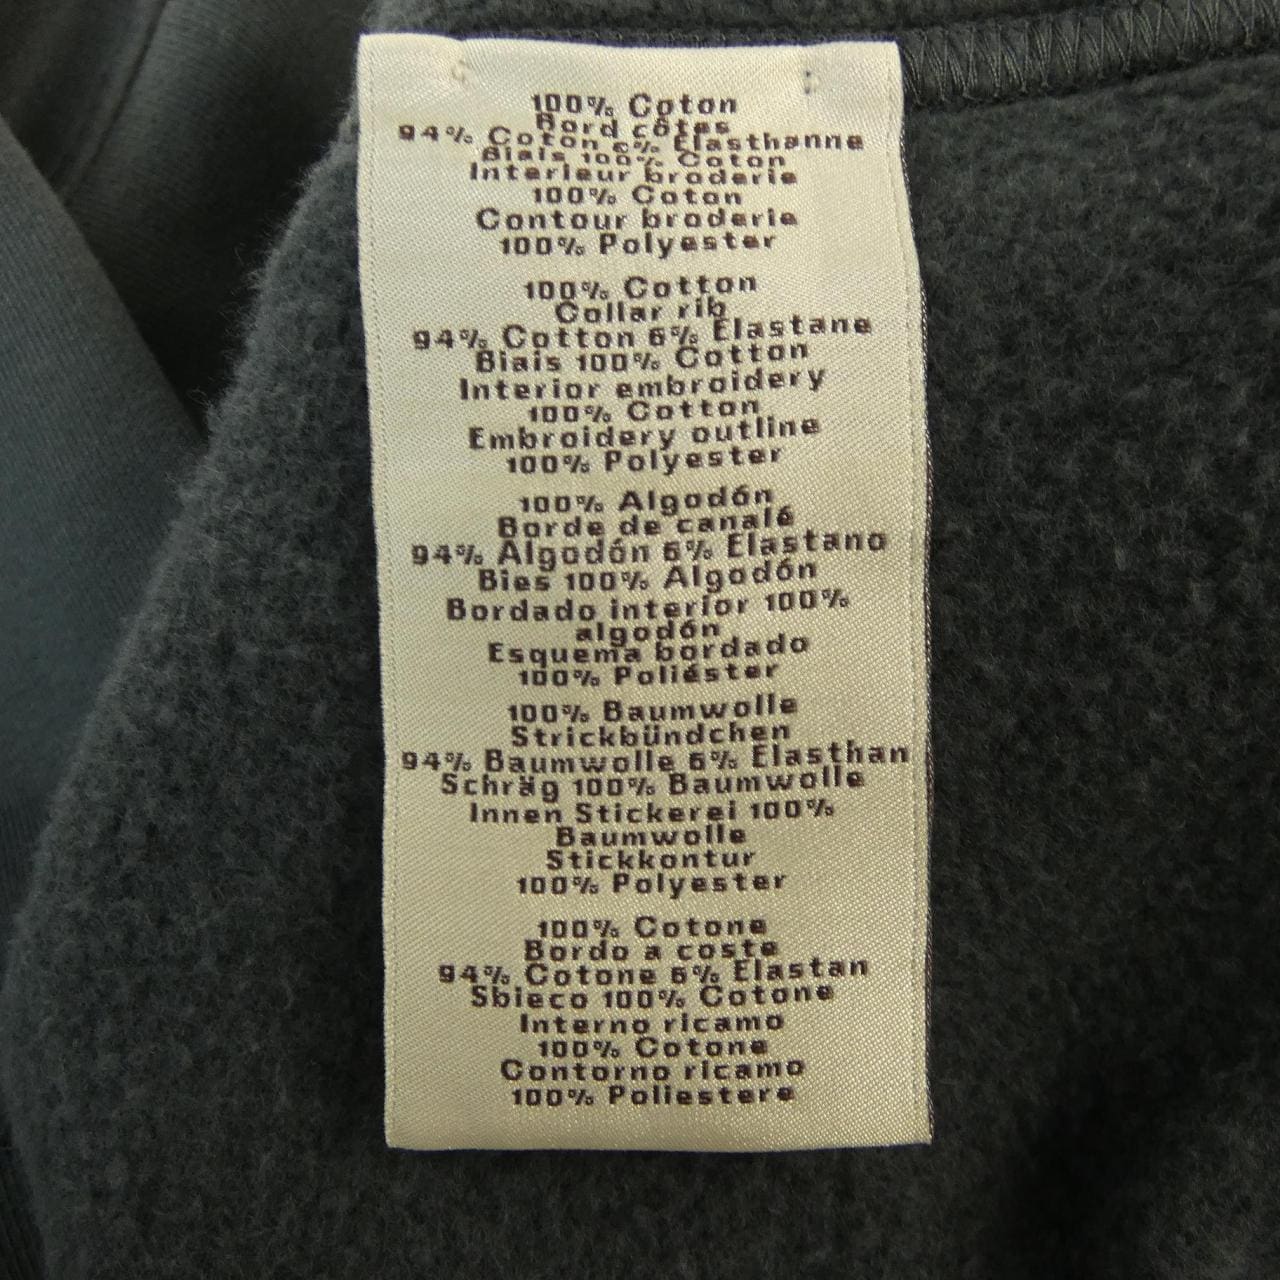 100% Coton
Bord côtes
94% Coton 6% Elasthanne
Biais 100% Coton
Interieur broderie
100% Coton
Contour broderie
100% Polyester
100% Cotton
Collar rib
94% Cotton 6% Elastane
Biais 100% Cotton
Interior embroidery
100% Cotton
Embroidery outline
100% Polyester
100% Algodón
Borde de canalé
94% Algodón 6% Elastano
Bies 100% Algodón
Bordado interior 100%
algodón
Esquema bordado
100% Poliéster
100% Baumwolle
Strickbündchen
94% Baumwolle 6% Elasthan
Schräg 100% Baumwolle
Innen Stickerei 100%
Baumwolle
Stickkontur
100% Polyester
100% Cotone
Bordo a coste
94% Cotone 6% Elastan
Sbieco 100% Cotone
Interno ricamo
100% Cotone
Contorno ricamo
100% Poliestere